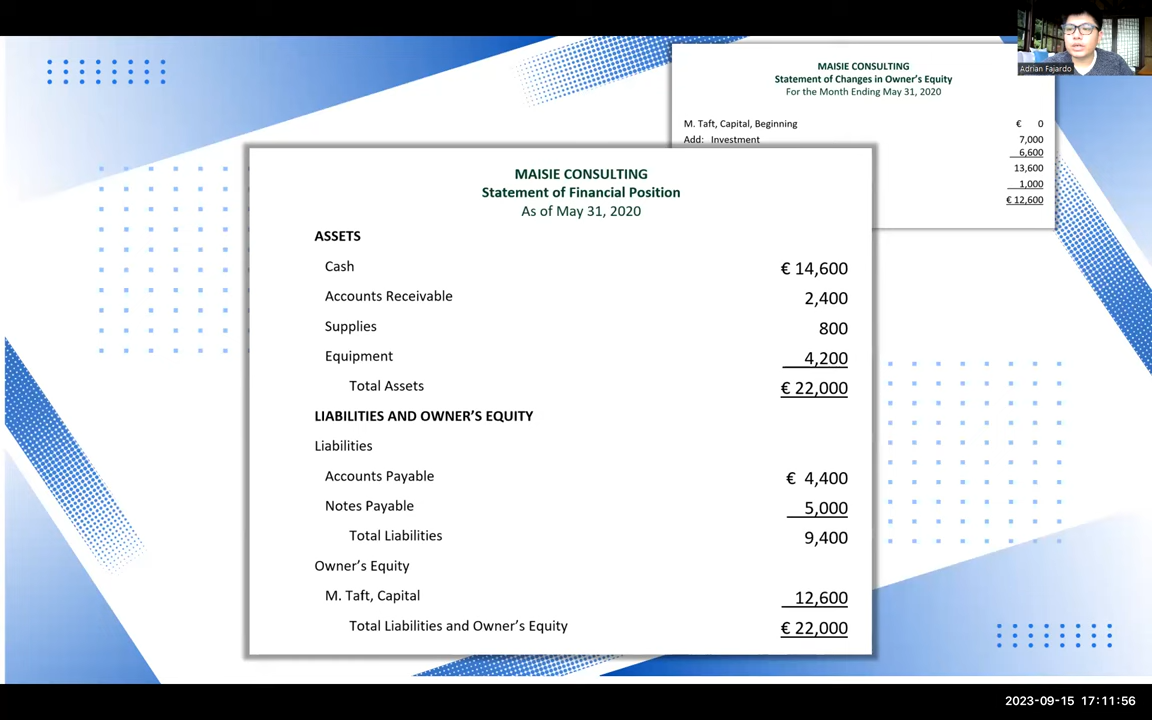 Adrian Fajardo
MAISIE CONSULTING
Statement of Changes in Owner's Equity
For the Month Ending May 31, 2020
M. Taft, Capital, Beginning € 0
Add: Investment 7,000
6,600
13,600
1,000
€ 12,600
MAISIE CONSULTING
Statement of Financial Position
As of May 31, 2020
ASSETS
Cash € 14,600
Accounts Receivable 2,400
Supplies 800
Equipment 4,200
Total Assets € 22,000
LIABILITIES AND OWNER’S EQUITY
Liabilities
Accounts Payable € 4,400
Notes Payable 5,000
Total Liabilities 9,400
Owner’s Equity
M. Taft, Capital 12,600
Total Liabilities and Owner’s Equity € 22,000
2023-09-15 17:11:56